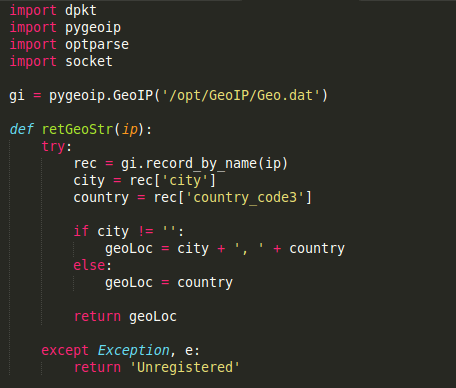 import dpkt
import pygeoip
import optparse
import socket

gi = pygeoip.GeoIP('/opt/GeoIP/Geo.dat')

def retGeoStr(ip):
    try:
        rec = gi.record_by_name(ip)
        city = rec['city']
        country = rec['country_code3']

        if city != '':
            geoLoc = city + ', ' + country
        else:
            geoLoc = country

        return geoLoc

    except Exception, e:
        return 'Unregistered'